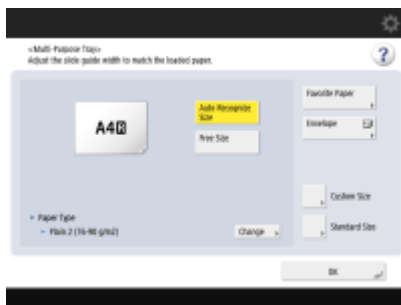 <Multi-Purpose Tray>
Adjust the slide guide width to match the loaded paper.
?
A4R
Auto Recognize
Size
Free Size
Favorite Paper
Envelope
Custom Size
Standard Size
Paper Type
Plain 2 (76-90 g/m2)
Change
OK